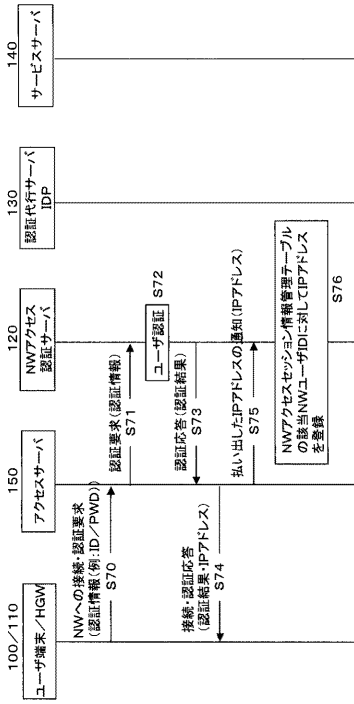 100/110
ユーザ端末/HGW
150
アクセスサーバ
120
NWアクセス
認証サーバ
130
認証代行サーバ
IDP
140
サービスサーバ
NWへの接続・認証要求
(認証情報(例:ID/PWD))
S70
認証要求(認証情報)
S71
ユーザ認証
S72
認証応答(認証結果)
S73
接続・認証応答
(認証結果・IPアドレス)
S74
払い出したIPアドレスの通知(IPアドレス)
S75
NWアクセスセッション情報管理テーブル
の該当NWユーザIDに対してIPアドレス
を登録
S76